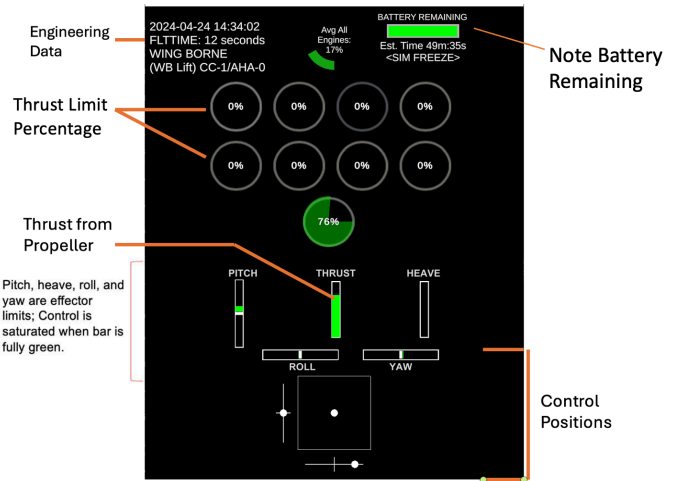 Engineering
Data
2024-04-24 14:34:02
FLTTIME: 12 seconds
WING BORNE
(WB Lift) CC-1/AHA-0
Avg All
Engines:
17%
BATTERY REMAINING
Est. Time 49m:35s
<SIM FREEZE>
Note Battery
Remaining
Thrust Limit
Percentage
0% 0% 0% 0%
0% 0% 0% 0%
76%
Thrust from
Propeller
PITCH THRUST HEAVE
Pitch, heave, roll, and
yaw are effector
limits; Control is
saturated when bar is
fully green.
ROLL YAW
Control
Positions